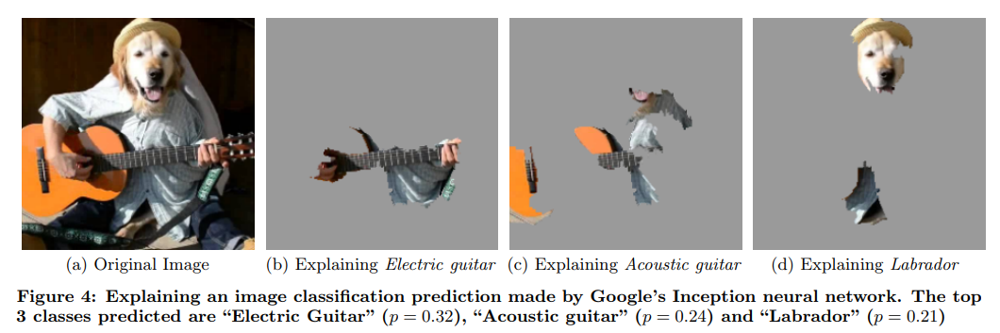 (a) Original Image
(b) Explaining Electric guitar
(c) Explaining Acoustic guitar
(d) Explaining Labrador
Figure 4: Explaining an image classification prediction made by Google's Inception neural network. The top
3 classes predicted are “Electric Guitar” (p = 0.32), “Acoustic guitar” (p = 0.24) and “Labrador” (p = 0.21)